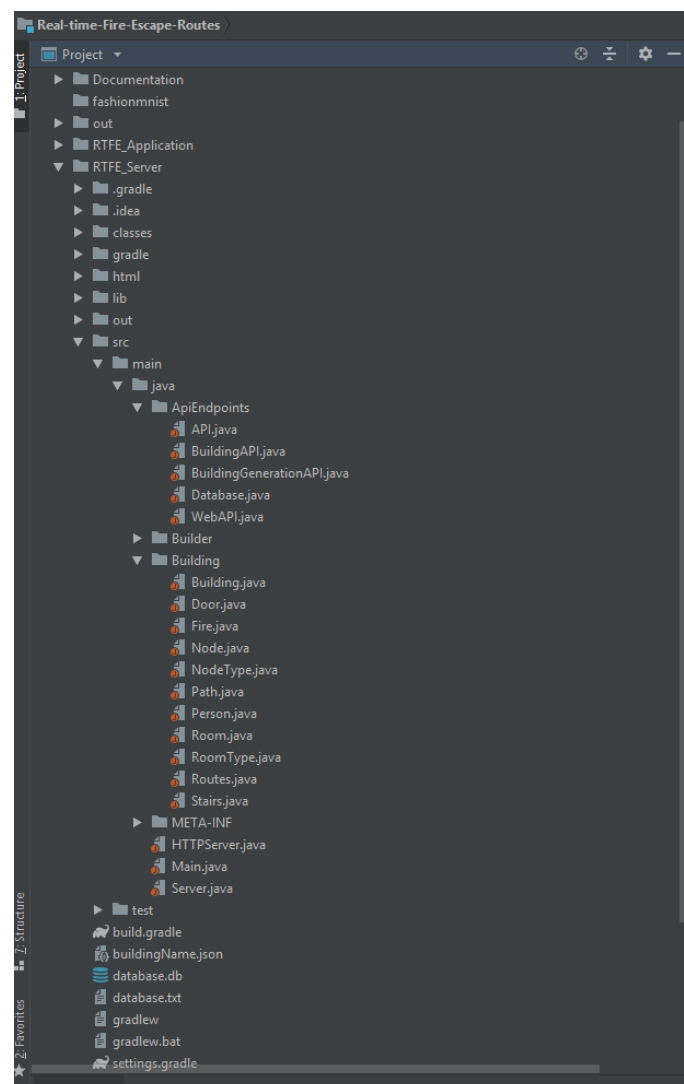 Real-time-Fire-Escape-Routes
Project
1: Project
Documentation
fashionmnist
out
RTFE_Application
RTFE_Server
.gradle
.idea
classes
gradle
html
lib
out
src
main
java
ApiEndpoints
API.java
BuildingAPI.java
BuildingGenerationAPI.java
Database.java
WebAPI.java
Builder
Building
Building.java
Door.java
Fire.java
Node.java
NodeType.java
Path.java
Person.java
Room.java
RoomType.java
Routes.java
Stairs.java
META-INF
HTTPServer.java
Main.java
Server.java
test
build.gradle
buildingName.json
database.db
database.txt
gradlew
gradlew.bat
settings.gradle
7: Structure
2: Favorites